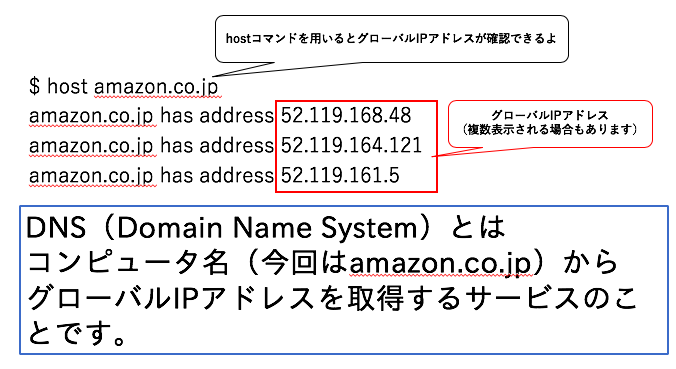 hostコマンドを用いるとグローバルIPアドレスが確認できるよ
$ host amazon.co.jp
amazon.co.jp has address 52.119.168.48
amazon.co.jp has address 52.119.164.121
amazon.co.jp has address 52.119.161.5
グローバルIPアドレス
（複数表示される場合もあります）
DNS（Domain Name System）とは
コンピュータ名（今回はamazon.co.jp）から
グローバルIPアドレスを取得するサービスのこ
とです。